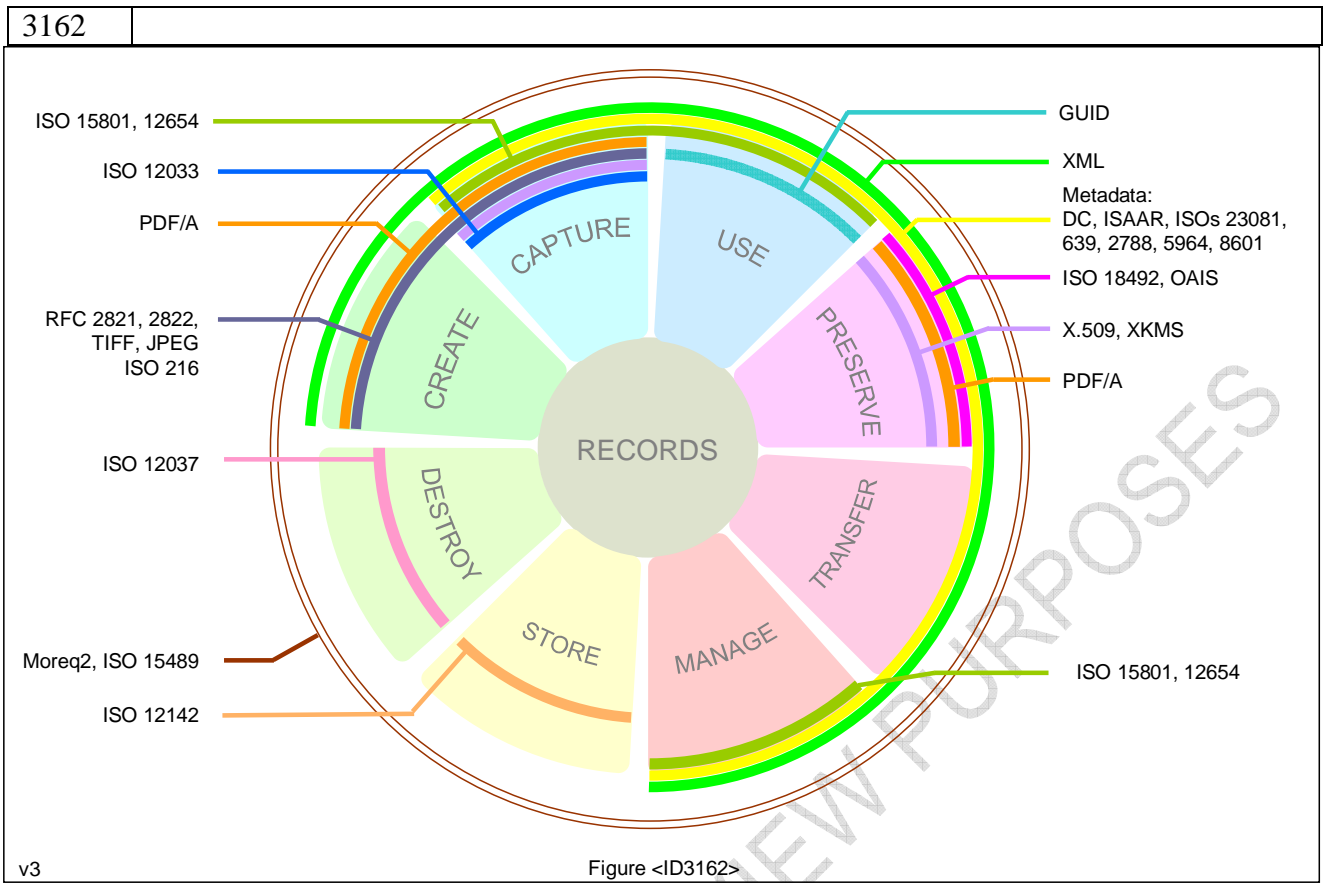 3162
ISO 15801, 12654
ISO 12033
PDF/A
RFC 2821, 2822,
TIFF, JPEG
ISO 216
ISO 12037
Moreq2, ISO 15489
ISO 12142
GUID
XML
Metadata:
DC, ISAAR, ISOs 23081,
639, 2788, 5964, 8601
ISO 18492, OAIS
X.509, XKMS
PDF/A
ISO 15801, 12654
CAPTURE
USE
PRESERVE
TRANSFER
MANAGE
STORE
DESTROY
CREATE
RECORDS
PURPOSES
v3
Figure <ID3162>